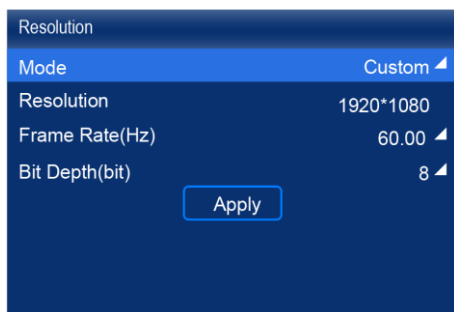 Resolution
Mode Custom
Resolution 1920*1080
Frame Rate(Hz) 60.00
Bit Depth(bit) 8
Apply